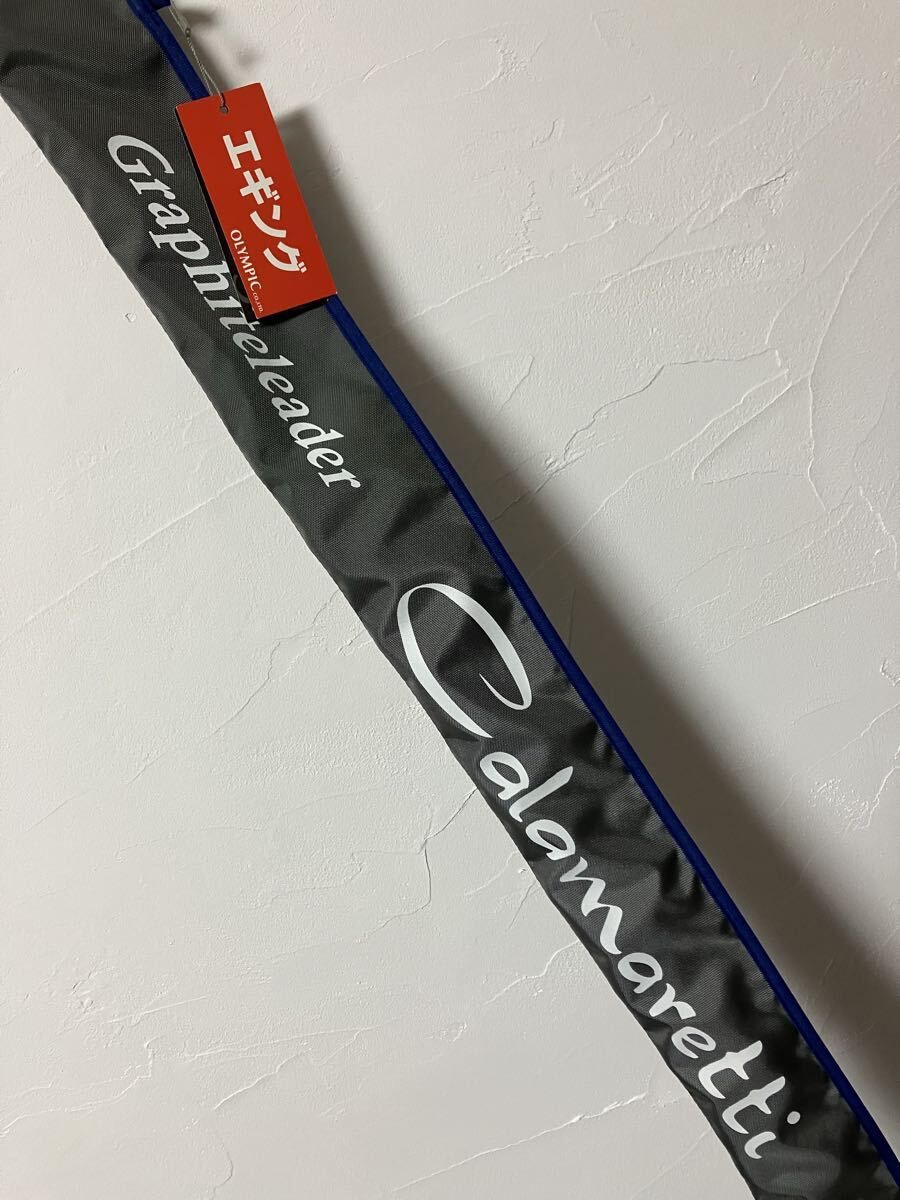 エギング
OLYMPIC CO.,LTD.
Graphiteleader
Calamaretti